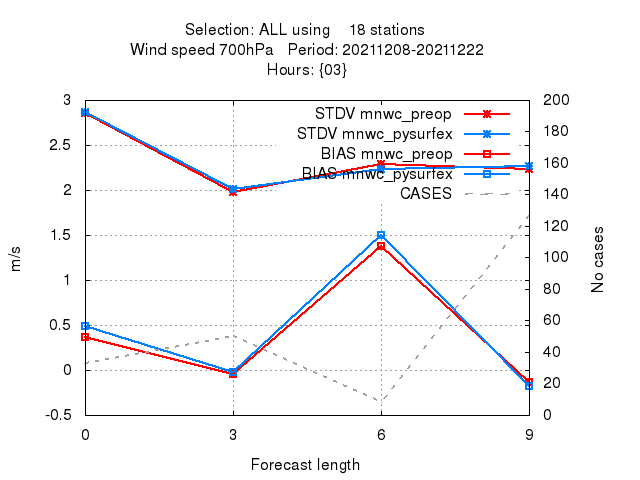 Selection: ALL using 18 stations
Wind speed 700hPa Period: 20211208-20211222
Hours: {03}
3
2.5
2
1.5
1
0.5
0
-0.5
m/s
STDV mnwc_preop
STDV mnwc_pysurfex
BIAS mnwc_preop
BIAS mnwc_pysurfex
CASES
200
180
160
140
120
100
80
60
40
20
0
No cases
0 3 6 9
Forecast length